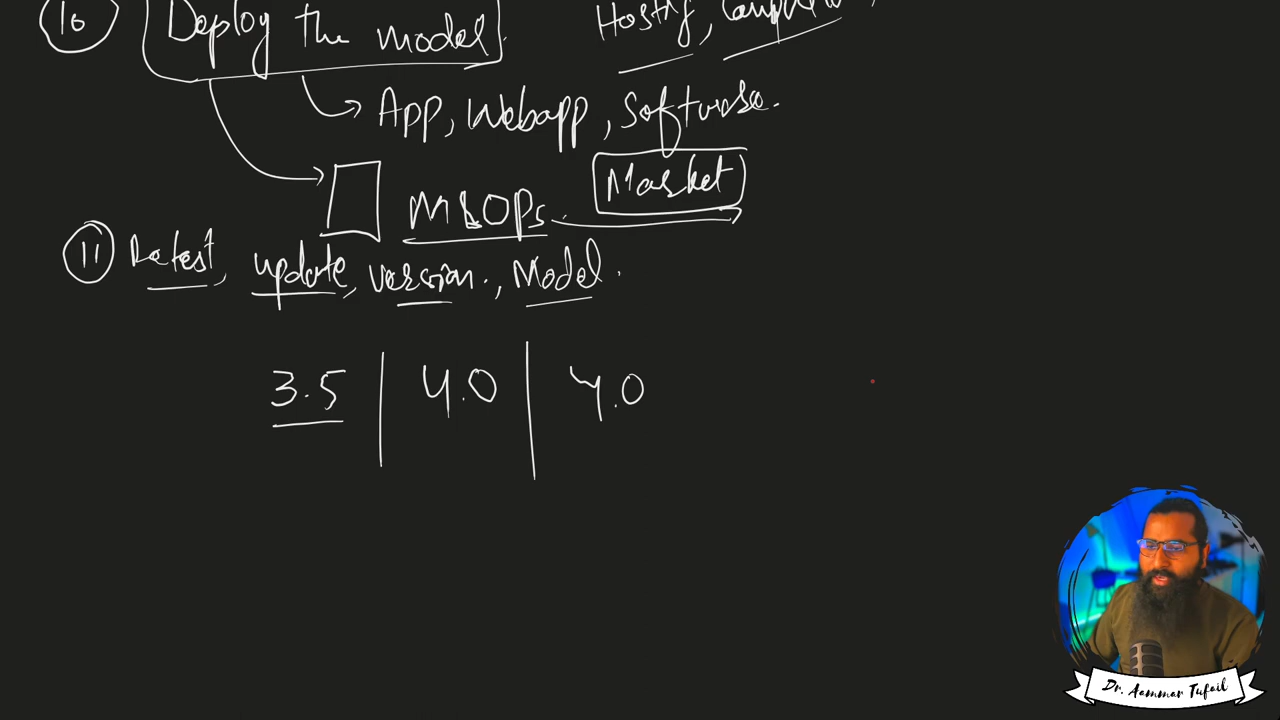 10 Deploy the model.
App, Webapp, Software.
MLOps. Market
11 Latest, update, version., Model.
3.5 | 4.0 | 4.0
Dr. Aammar Tufail